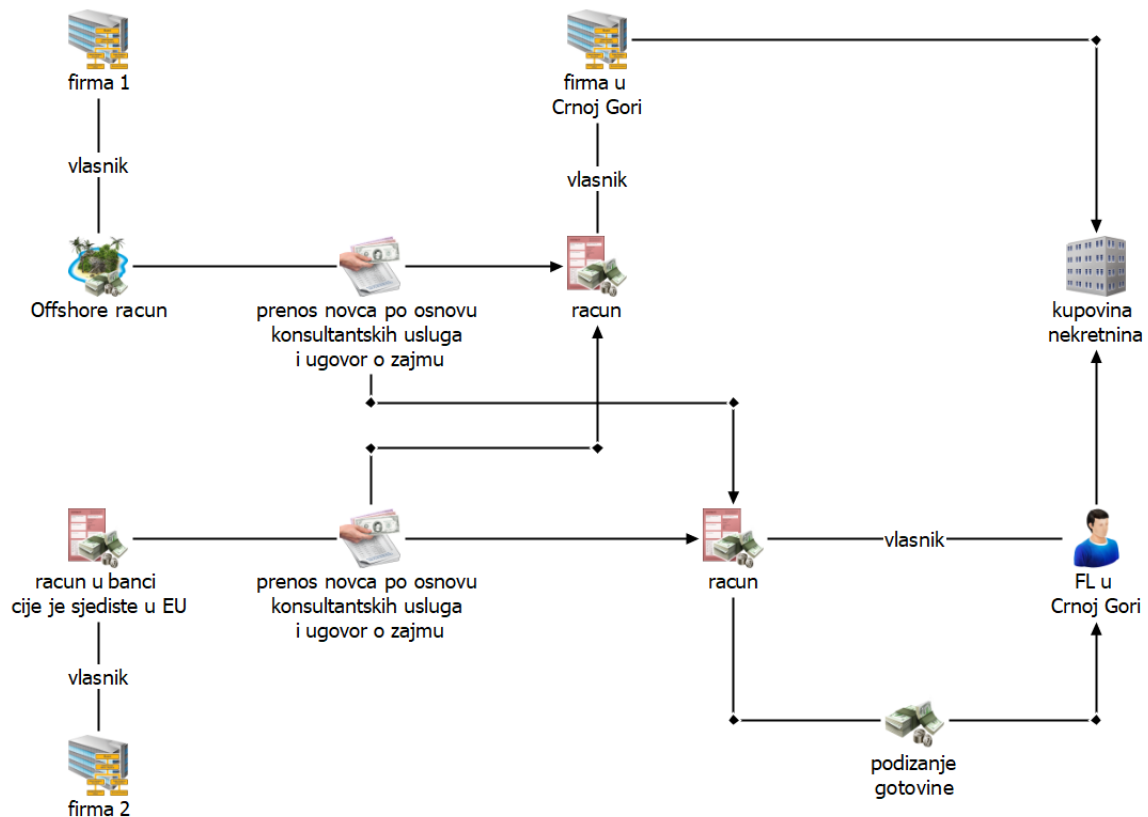 firma 1
firma u
Crnoj Gori
vlasnik
vlasnik
Offshore racun
prenos novca po osnovu
konsultantskih usluga
i ugovor o zajmu
racun
kupovina
nekretnina
racun u banci
cije je sjediste u EU
prenos novca po osnovu
konsultantskih usluga
i ugovor o zajmu
racun
vlasnik
FL u
Crnoj Gori
vlasnik
podizanje
gotovine
firma 2